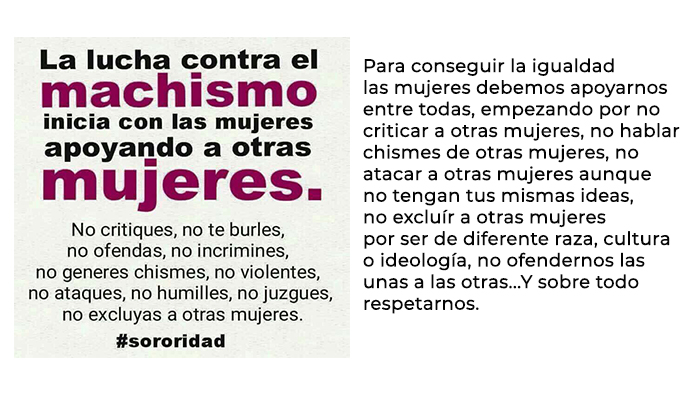 La lucha contra el
machismo
inicia con las mujeres
apoyando a otras
mujeres.
No critiques, no te burles,
no ofendas, no incrimines,
no generes chismes, no violentes,
no ataques, no humilles, no juzgues,
no excluyas a otras mujeres.
#sororidad
Para conseguir la igualdad
las mujeres debemos apoyarnos
entre todas, empezando por no
criticar a otras mujeres, no hablar
chismes de otras mujeres, no
atacar a otras mujeres aunque
no tengan tus mismas ideas,
no excluír a otras mujeres
por ser de diferente raza, cultura
o ideología, no ofendernos las
unas a las otras...Y sobre todo
respetarnos.